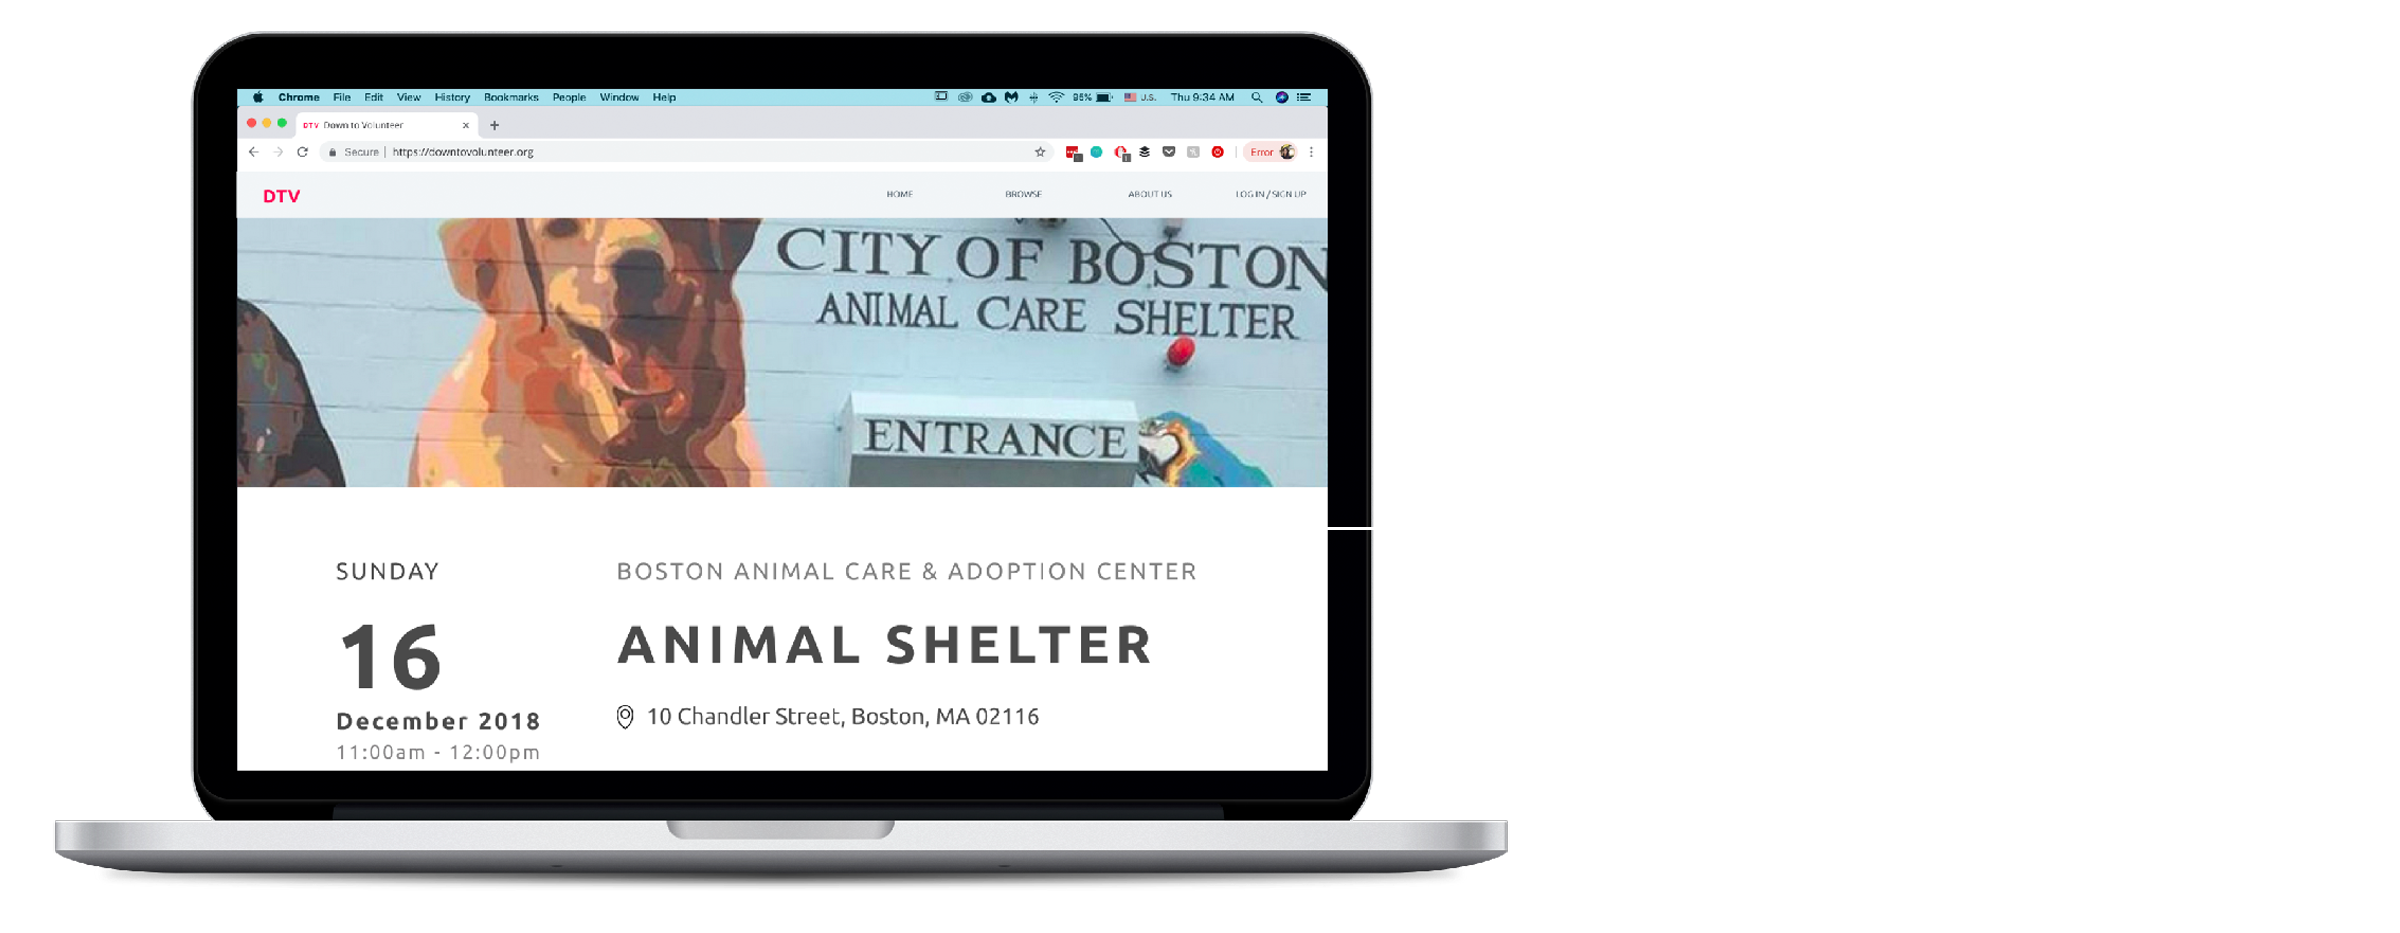 Chrome File Edit View History Bookmarks People Window Help 95% U.S. Thu 9:34 AM
DTV Down to Volunteer
Secure | https://downtovolunteer.org Error
DTV HOME BROWSE ABOUT US LOG IN / SIGN UP
CITY OF BOSTON
ANIMAL CARE SHELTER
ENTRANCE
SUNDAY
16
December 2018
11:00am - 12:00pm
BOSTON ANIMAL CARE & ADOPTION CENTER
ANIMAL SHELTER
10 Chandler Street, Boston, MA 02116